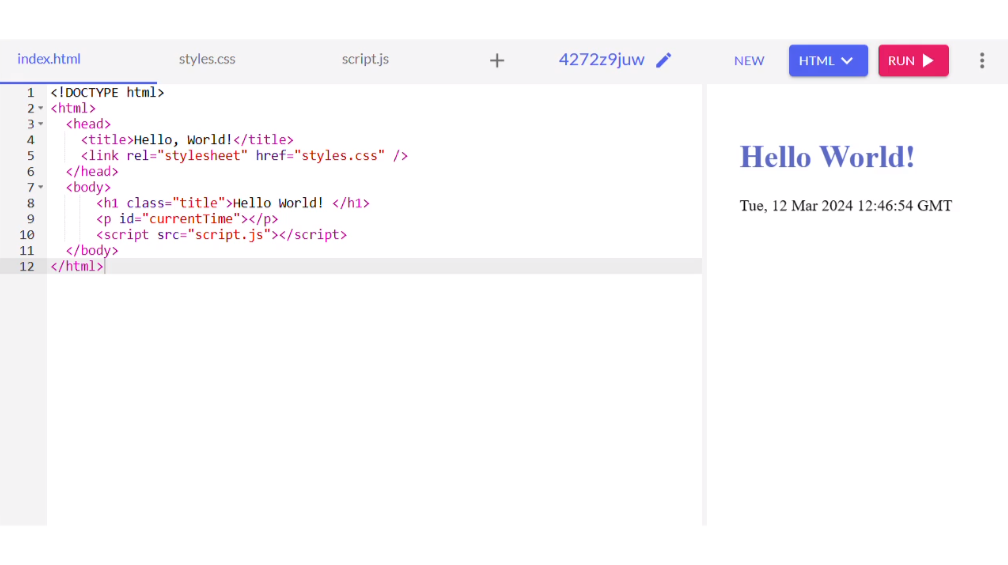 index.html styles.css script.js + 4272z9juw NEW HTML RUN
1 <!DOCTYPE html>
2 <html>
3 <head>
4 <title>Hello, World!</title>
5 <link rel="stylesheet" href="styles.css" />
6 </head>
7 <body>
8 <h1 class="title">Hello World! </h1>
9 <p id="currentTime"></p>
10 <script src="script.js"></script>
11 </body>
12 </html>
Hello World!
Tue, 12 Mar 2024 12:46:54 GMT